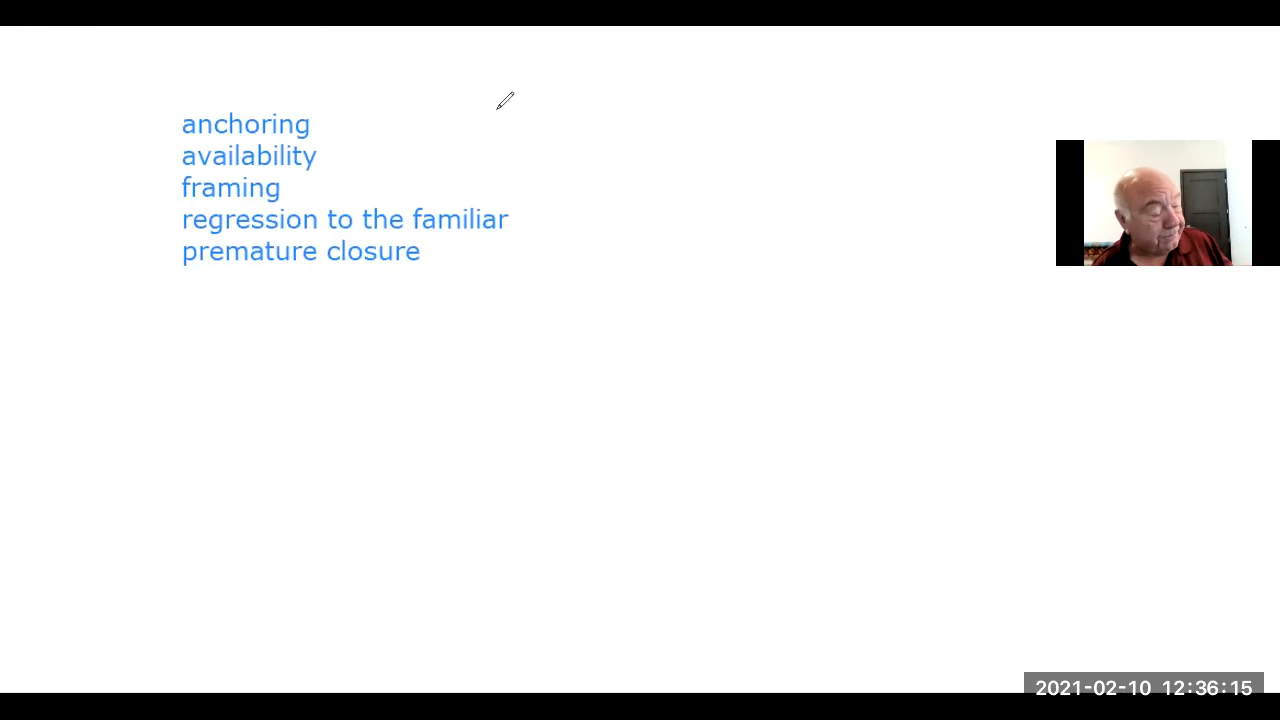 anchoring
availability
framing
regression to the familiar
premature closure
2021-02-10 12:36:15